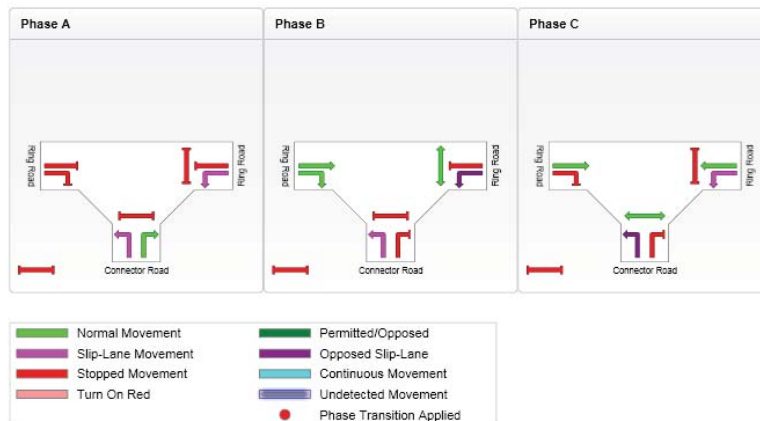 Phase A
Phase B
Phase C
Ring Road
Ring Road
Connector Road
Ring Road
Ring Road
Connector Road
Ring Road
Ring Road
Connector Road
Normal Movement
Permitted/Opposed
Slip-Lane Movement
Opposed Slip-Lane
Stopped Movement
Continuous Movement
Turn On Red
Undetected Movement
Phase Transition Applied